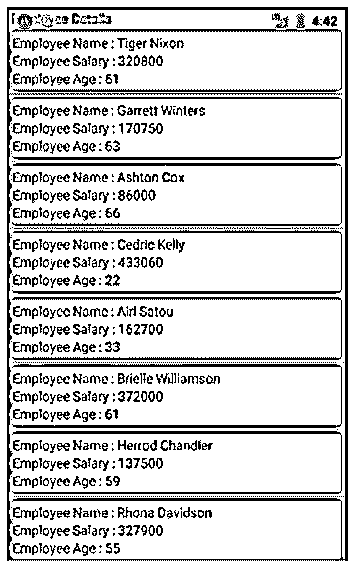 Employee Details 4:42
Employee Name : Tiger Nixon
Employee Salary : 320800
Employee Age : 61
Employee Name : Garrett Winters
Employee Salary : 170750
Employee Age : 63
Employee Name : Ashton Cox
Employee Salary : 86000
Employee Age : 66
Employee Name : Cedric Kelly
Employee Salary : 433060
Employee Age : 22
Employee Name : Airi Satou
Employee Salary : 162700
Employee Age : 33
Employee Name : Brielle Williamson
Employee Salary : 372000
Employee Age : 61
Employee Name : Herrod Chandler
Employee Salary : 137500
Employee Age : 59
Employee Name : Rhona Davidson
Employee Salary : 327900
Employee Age : 55